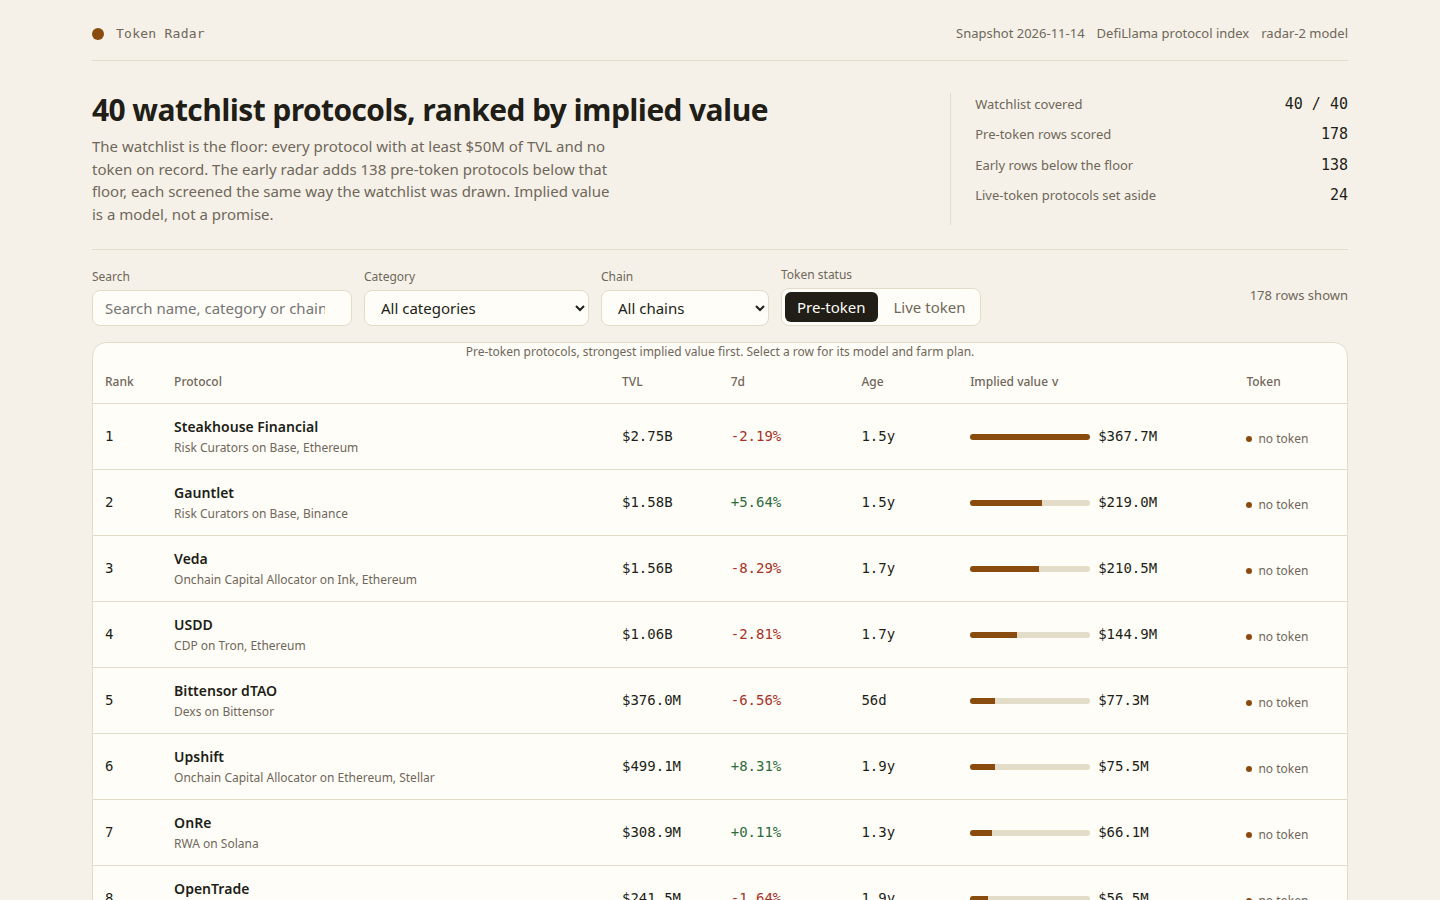 Token Radar
Snapshot 2026-11-14 DefiLlama protocol index radar-2 model
40 watchlist protocols, ranked by implied value
The watchlist is the floor: every protocol with at least $50M of TVL and no
token on record. The early radar adds 138 pre-token protocols below that
floor, each screened the same way the watchlist was drawn. Implied value
is a model, not a promise.
Watchlist covered 40 / 40
Pre-token rows scored 178
Early rows below the floor 138
Live-token protocols set aside 24
Search
Search name, category or chain
Category
All categories
Chain
All chains
Token status
Pre-token Live token
178 rows shown
Pre-token protocols, strongest implied value first. Select a row for its model and farm plan.
Rank Protocol TVL 7d Age Implied value v Token
1 Steakhouse Financial $2.75B -2.19% 1.5y $367.7M no token
Risk Curators on Base, Ethereum
2 Gauntlet $1.58B +5.64% 1.5y $219.0M no token
Risk Curators on Base, Binance
3 Veda $1.56B -8.29% 1.7y $210.5M no token
Onchain Capital Allocator on Ink, Ethereum
4 USDD $1.06B -2.81% 1.7y $144.9M no token
CDP on Tron, Ethereum
5 Bittensor dTAO $376.0M -6.56% 56d $77.3M no token
Dexs on Bittensor
6 Upshift $499.1M +8.31% 1.9y $75.5M no token
Onchain Capital Allocator on Ethereum, Stellar
7 OnRe $308.9M +0.11% 1.3y $66.1M no token
RWA on Solana
8 OpenTrade $241.5M -1.64% 1.9y $56.5M no token